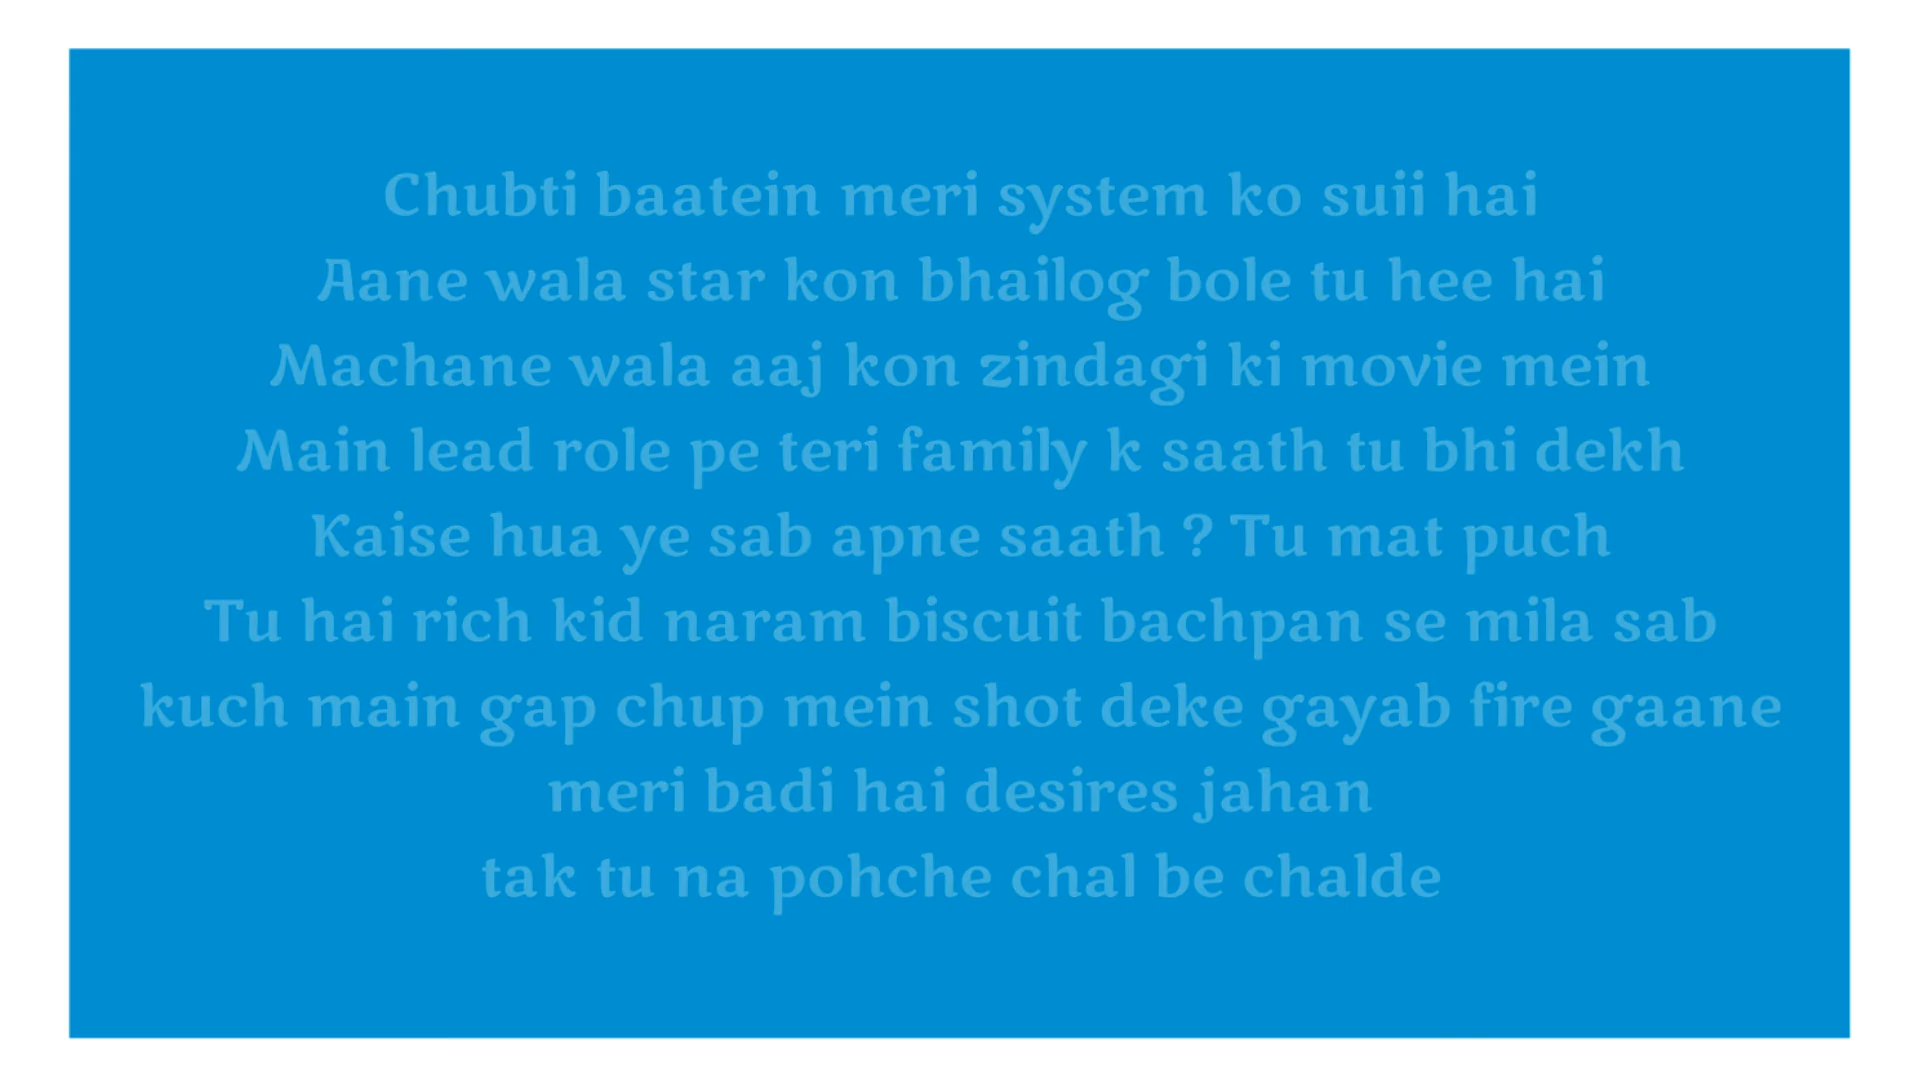 Chubti baatein meri system ko suii hai
Aane wala star kon bhailog bole tu hee hai
Machane wala aaj kon zindagi ki movie mein
Main lead role pe teri family k saath tu bhi dekh
Kaise hua ye sab apne saath ? Tu mat puch
Tu hai rich kid naram biscuit bachpan se mila sab
kuch main gap chup mein shot deke gayab fire gaane
meri badi hai desires jahan
tak tu na pohche chal be chalde